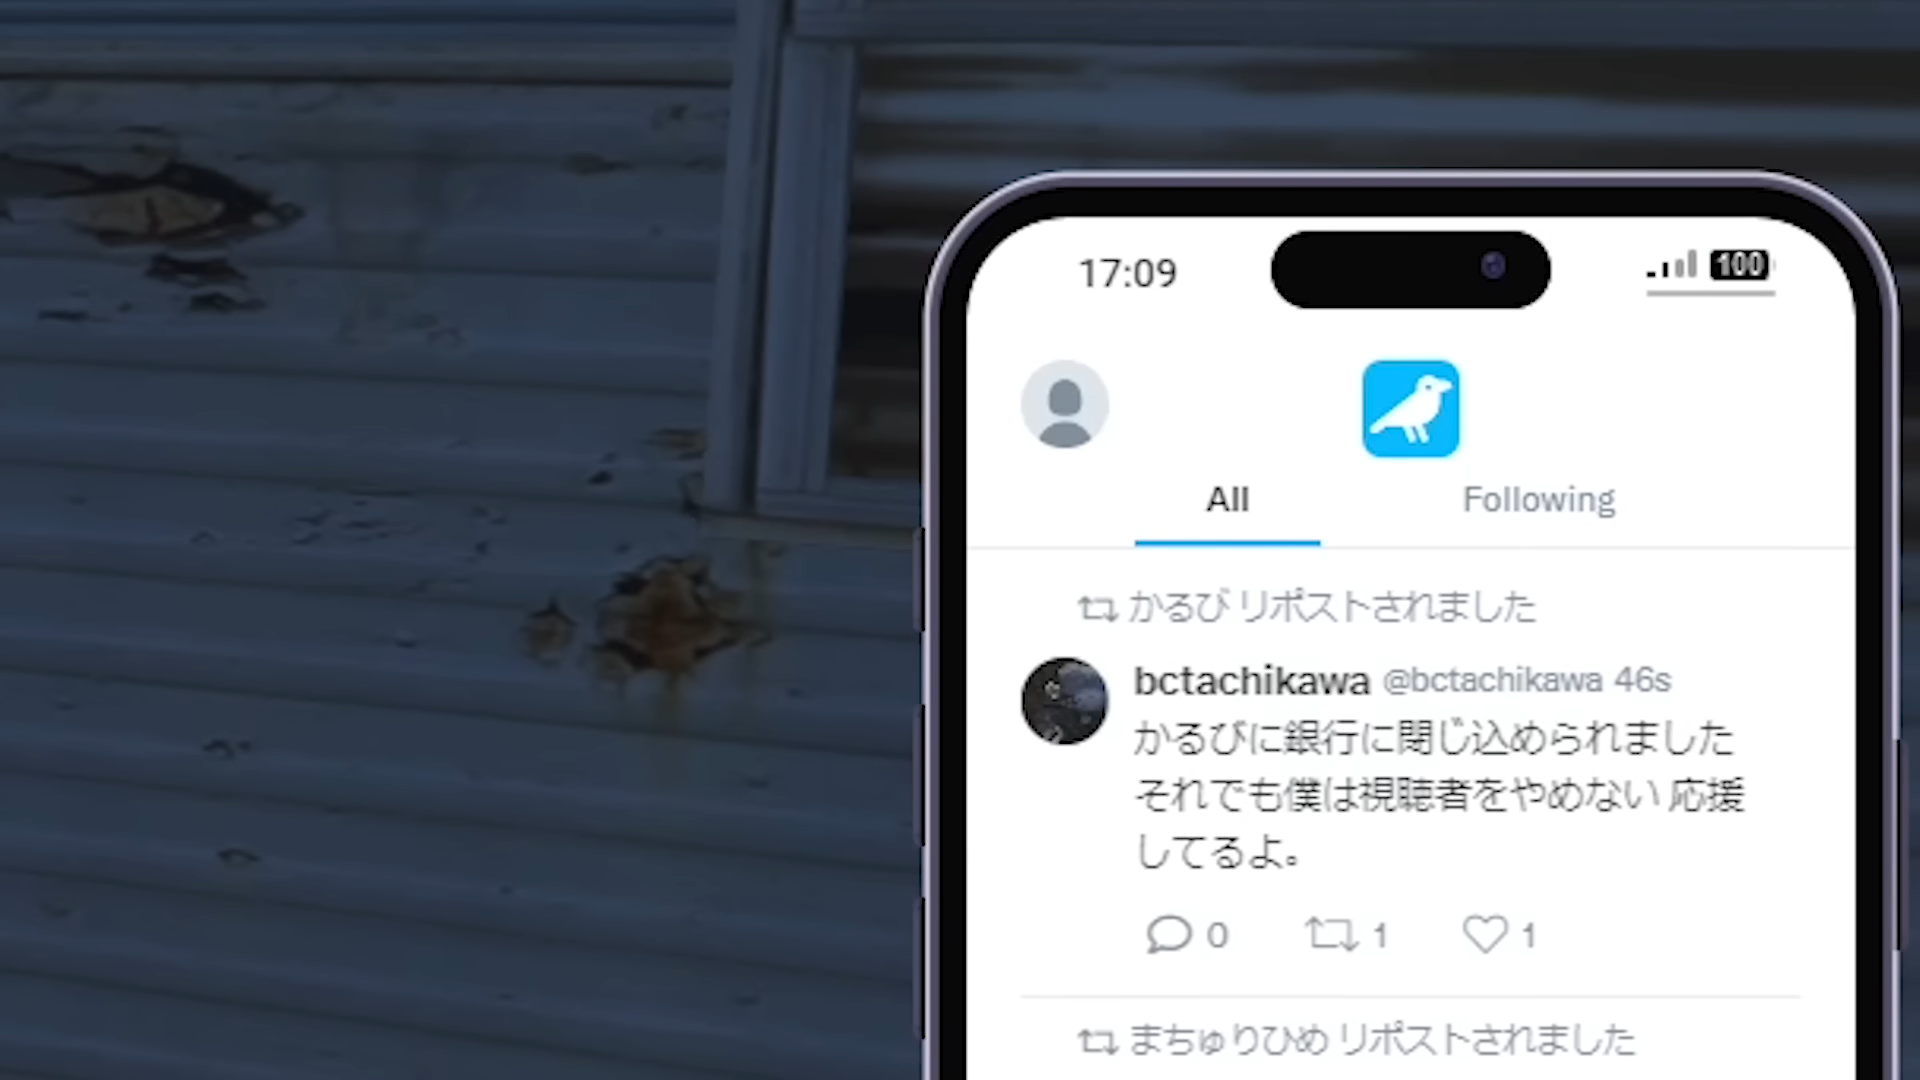 17:09
100
All Following
かるび リポストされました
bctachikawa @bctachikawa 46s
かるびに銀行に閉じ込められました
それでも僕は視聴者をやめない 応援
してるよ。
0 1 1
まちゅりひめ リポストされました